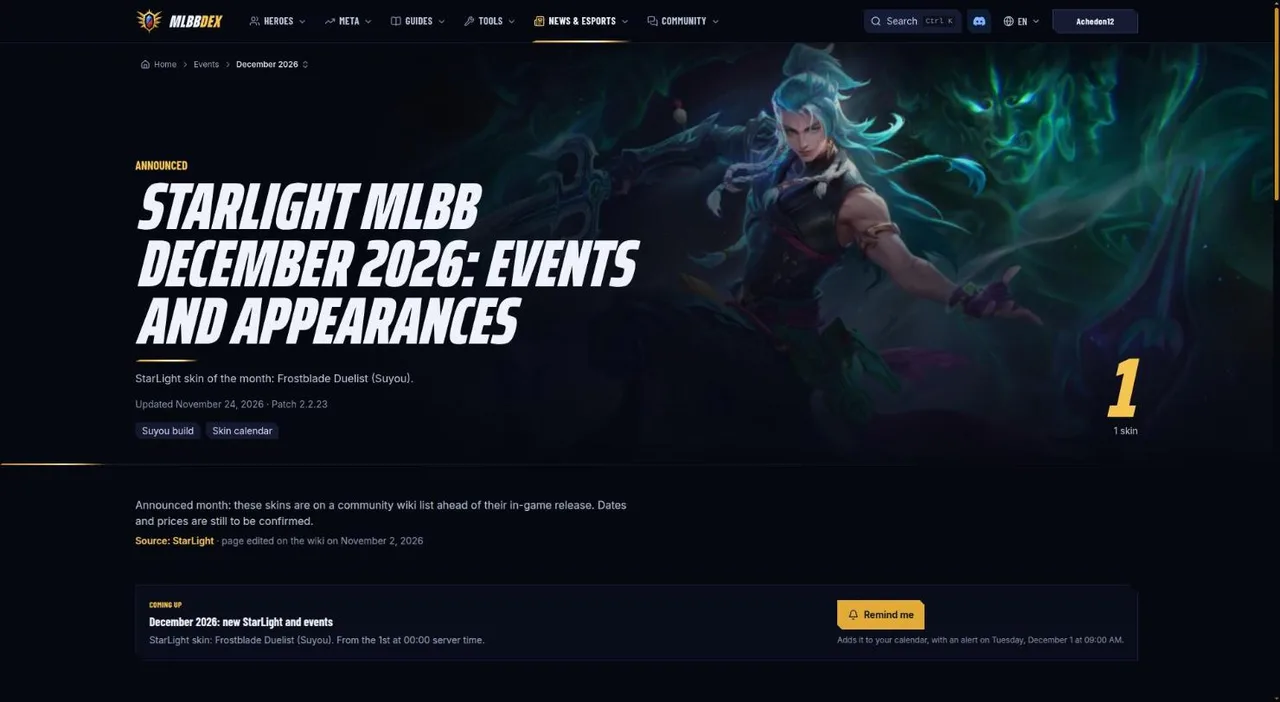 MLBBDEX
HEROES
META
GUIDES
TOOLS
NEWS & ESPORTS
COMMUNITY
Search Ctrl K
EN
Achedon12
Home > Events > December 2026
ANNOUNCED
STARLIGHT MLBB
DECEMBER 2026: EVENTS
AND APPEARANCES
StarLight skin of the month: Frostblade Duelist (Suyou).
Updated November 24, 2026 · Patch 2.2.23
Suyou build
Skin calendar
1
1 skin
Announced month: these skins are on a community wiki list ahead of their in-game release. Dates
and prices are still to be confirmed.
Source: StarLight · page edited on the wiki on November 2, 2026
COMING UP
December 2026: new StarLight and events
StarLight skin: Frostblade Duelist (Suyou). From the 1st at 00:00 server time.
Remind me
Adds it to your calendar, with an alert on Tuesday, December 1 at 09:00 AM.